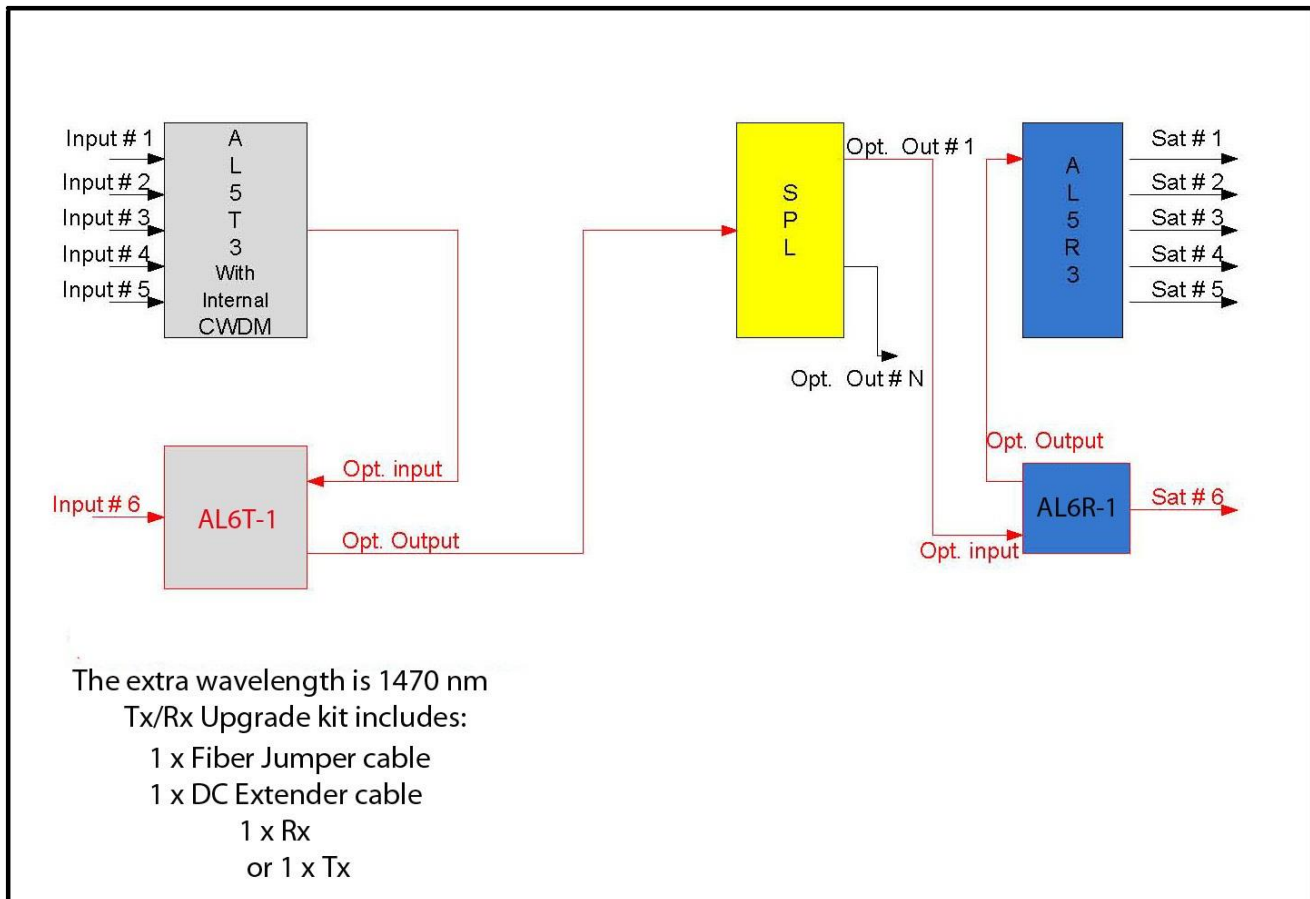 Input # 1
Input # 2
Input # 3
Input # 4
Input # 5
A
L
5
T
3
With
Internal
CWDM
S
P
L
Opt. Out # 1
Opt. Out # N
A
L
5
R
3
Sat # 1
Sat # 2
Sat # 3
Sat # 4
Sat # 5
Input # 6
AL6T-1
Opt. input
Opt. Output
Opt. Output
Opt. input
AL6R-1
Sat # 6
The extra wavelength is 1470 nm
Tx/Rx Upgrade kit includes:
1 x Fiber Jumper cable
1 x DC Extender cable
1 x Rx
or 1 x Tx